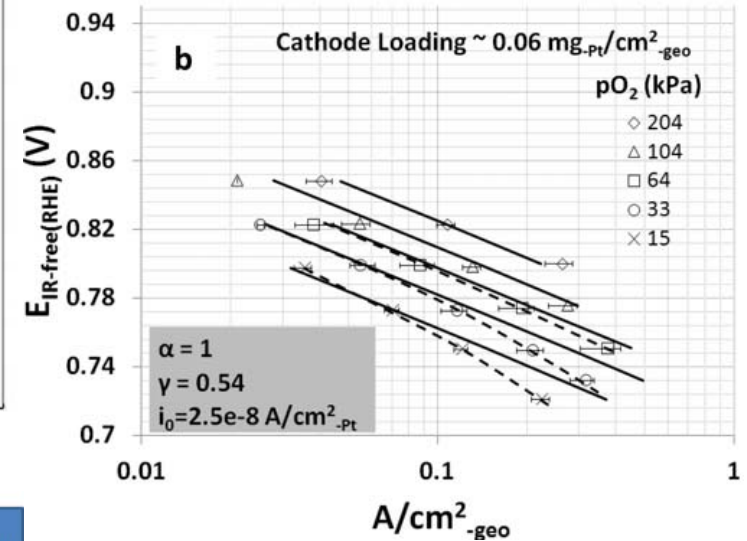 b
Cathode Loading ~ 0.06 mg-Pt/cm²-geo
pO₂ (kPa)
204
104
64
33
15
E_IR-free(RHE) (V)
0.94
0.9
0.86
0.82
0.78
0.74
0.7
α = 1
γ = 0.54
i₀=2.5e-8 A/cm²-Pt
0.01
0.1
1
A/cm²-geo